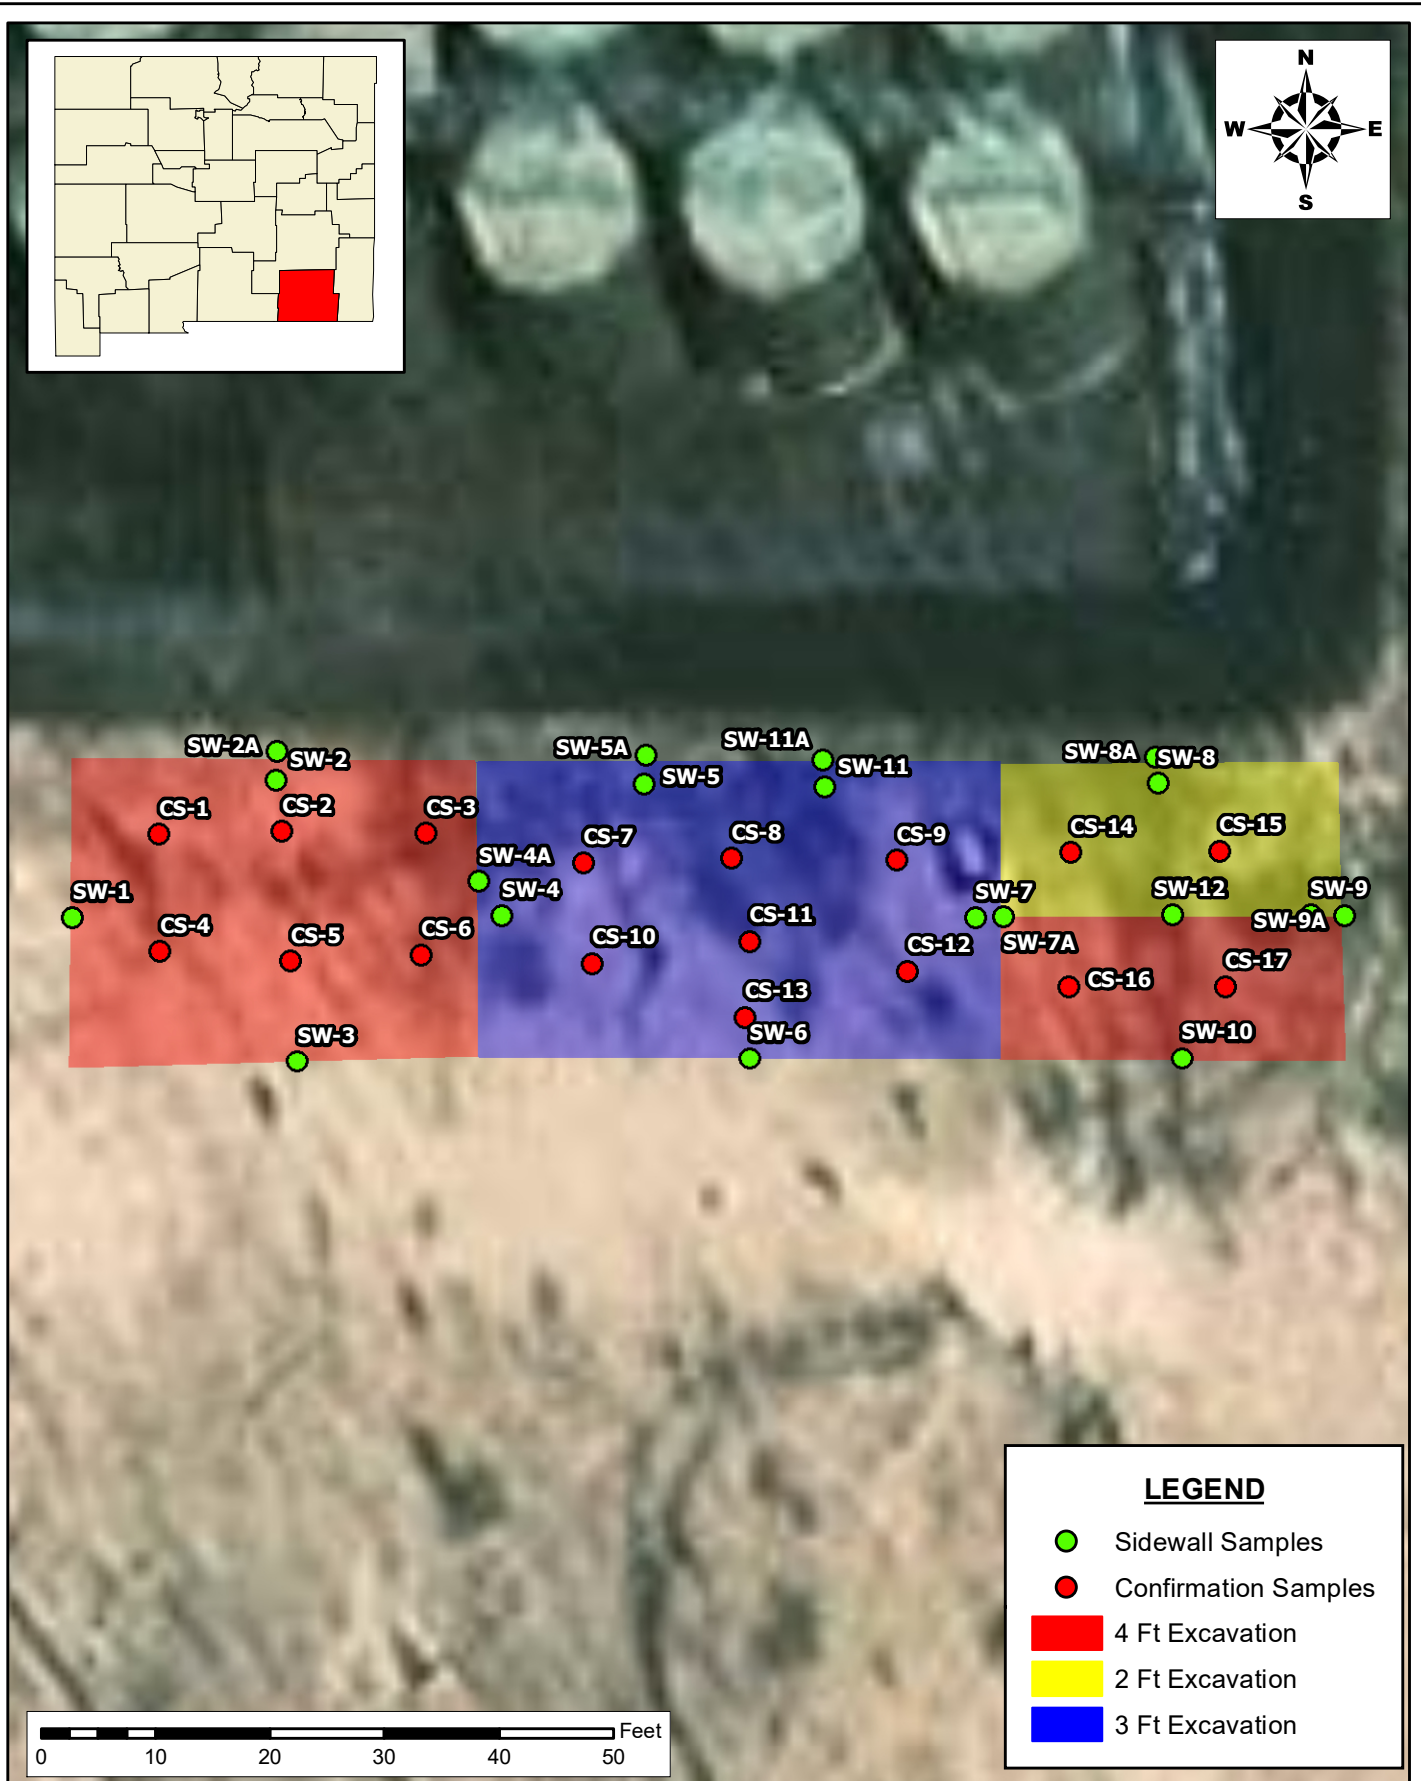 N
W E
S
SW-2A
SW-2
SW-5A
SW-5
SW-11A
SW-11
SW-8A
SW-8
CS-1
CS-2
CS-3
CS-7
CS-8
CS-9
CS-14
CS-15
SW-4A
SW-4
SW-1
SW-7
SW-7A
SW-12
SW-9
SW-9A
CS-4
CS-5
CS-6
CS-10
CS-11
CS-12
CS-13
CS-16
CS-17
SW-3
SW-6
SW-10
LEGEND
Sidewall Samples
Confirmation Samples
4 Ft Excavation
2 Ft Excavation
3 Ft Excavation
Feet
0 10 20 30 40 50